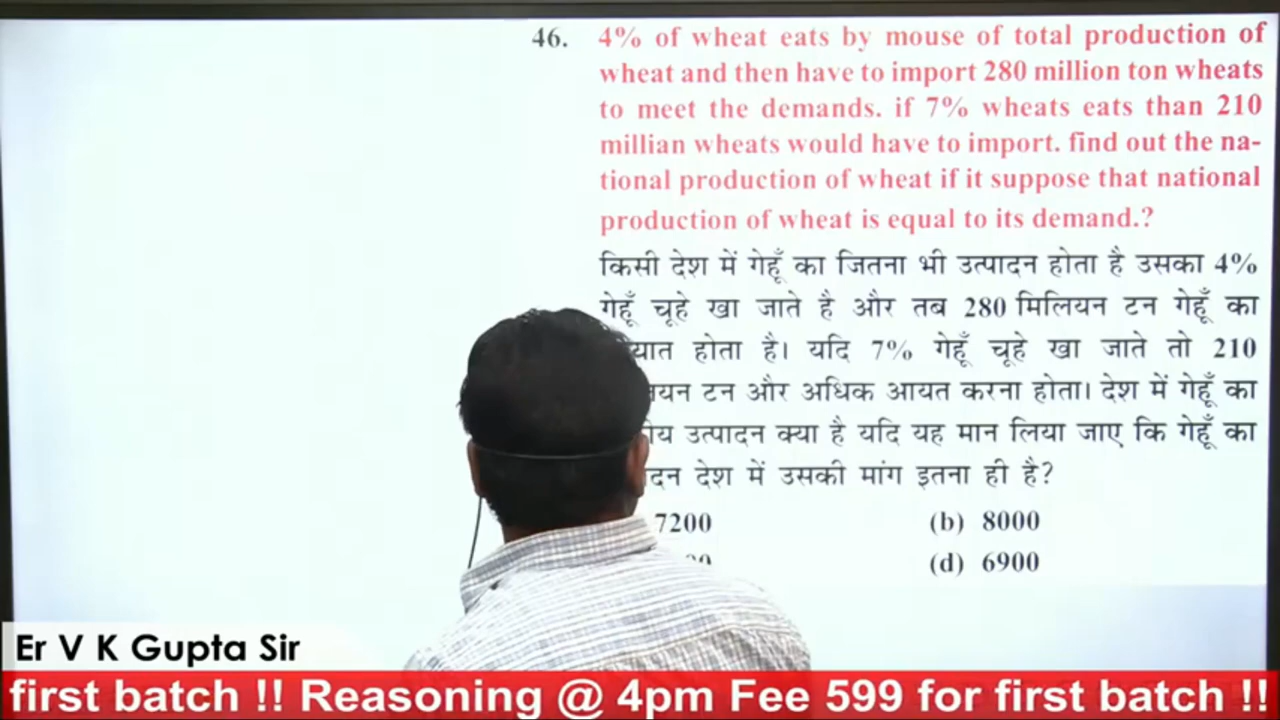 46. 4% of wheat eats by mouse of total production of
wheat and then have to import 280 million ton wheats
to meet the demands. if 7% wheats eats than 210
millian wheats would have to import. find out the na-
tional production of wheat if it suppose that national
production of wheat is equal to its demand.?
किसी देश में गेहूँ का जितना भी उत्पादन होता है उसका 4%
गेहूँ चूहे खा जाते है और तब 280 मिलियन टन गेहूँ का
होता है। यदि 7% गेहूँ चूहे खा जाते तो 210
टन और अधिक आयत करना होता। देश में गेहूँ का
उत्पादन क्या है यदि यह मान लिया जाए कि गेहूँ का
देश में उसकी मांग इतना ही है?
7200 (b) 8000
(d) 6900
Er V K Gupta Sir
first batch !! Reasoning @ 4pm Fee 599 for first batch !!